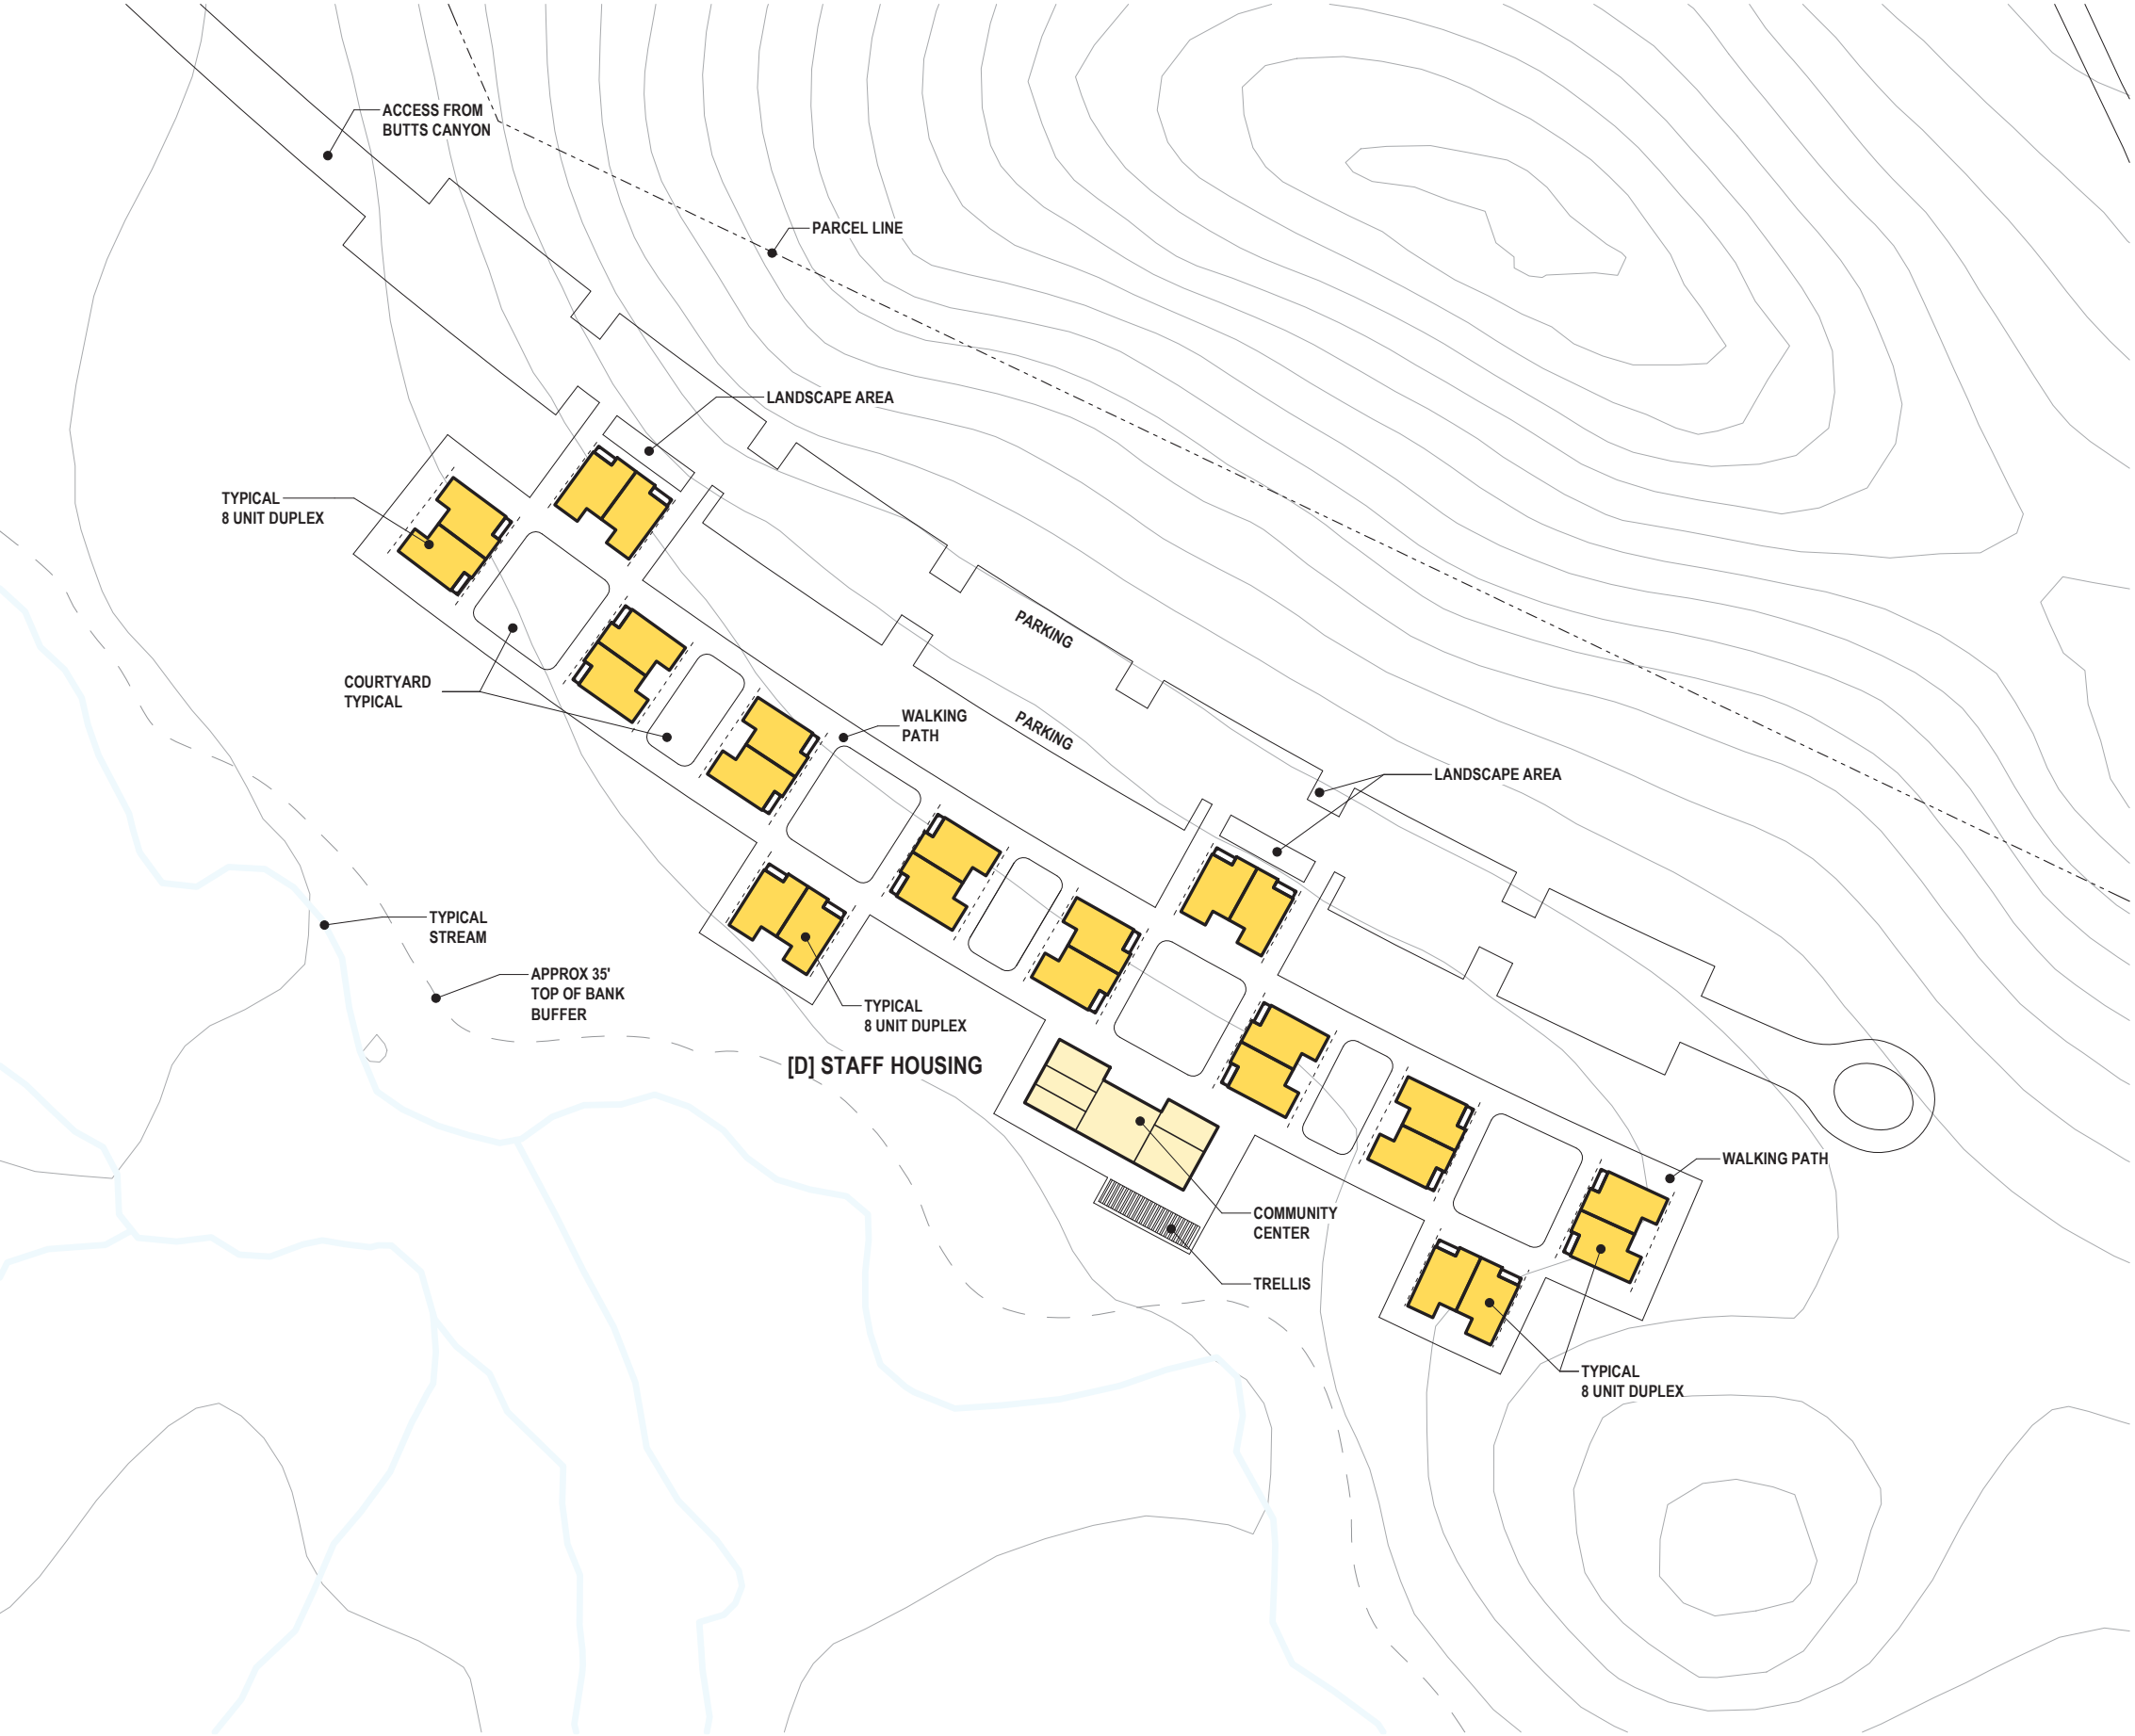 ACCESS FROM
BUTTS CANYON
PARCEL LINE
LANDSCAPE AREA
TYPICAL
8 UNIT DUPLEX
PARKING
COURTYARD
TYPICAL
WALKING
PATH
PARKING
LANDSCAPE AREA
TYPICAL
STREAM
APPROX 35'
TOP OF BANK
BUFFER
TYPICAL
8 UNIT DUPLEX
[D] STAFF HOUSING
WALKING PATH
COMMUNITY
CENTER
TRELLIS
TYPICAL
8 UNIT DUPLEX